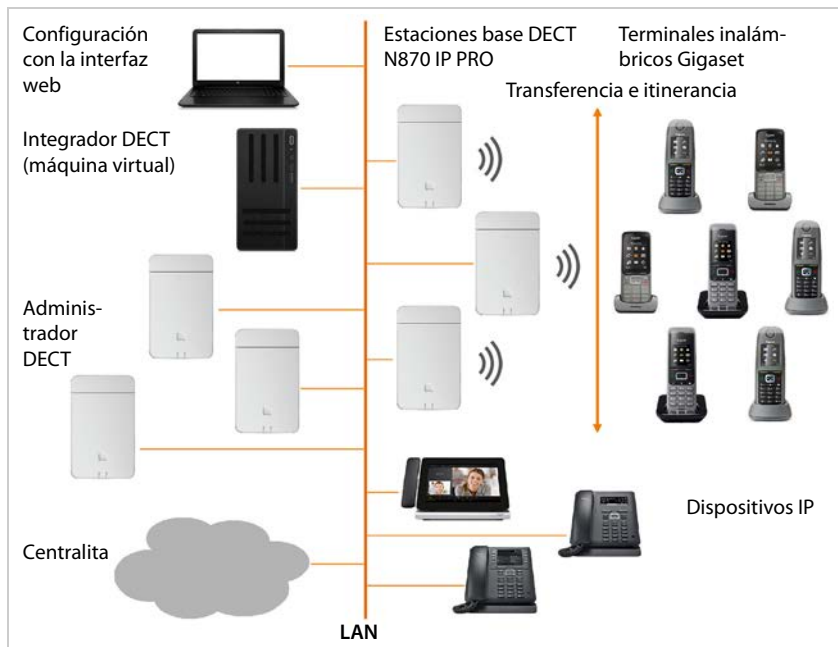 Configuración
con la interfaz
web
Estaciones base DECT
N870 IP PRO
Terminales inalám-
bricos Gigaset
Transferencia e itinerancia
Integrador DECT
(máquina virtual)
Adminis-
trador
DECT
Dispositivos IP
Centralita
LAN